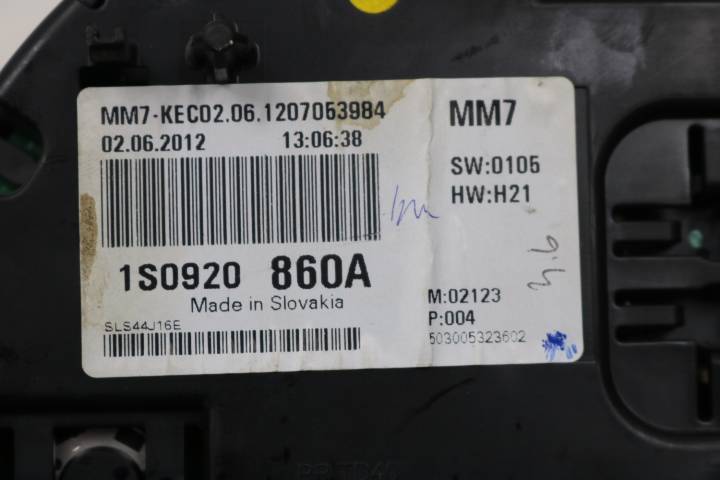 MM7-KEC02.06.1207053984
02.06.2012 13:06:38
1S0920 860A
Made in Slovakia
SLS44J16E
MM7
SW:0105
HW:H21
M:02123
P:004
503005323602